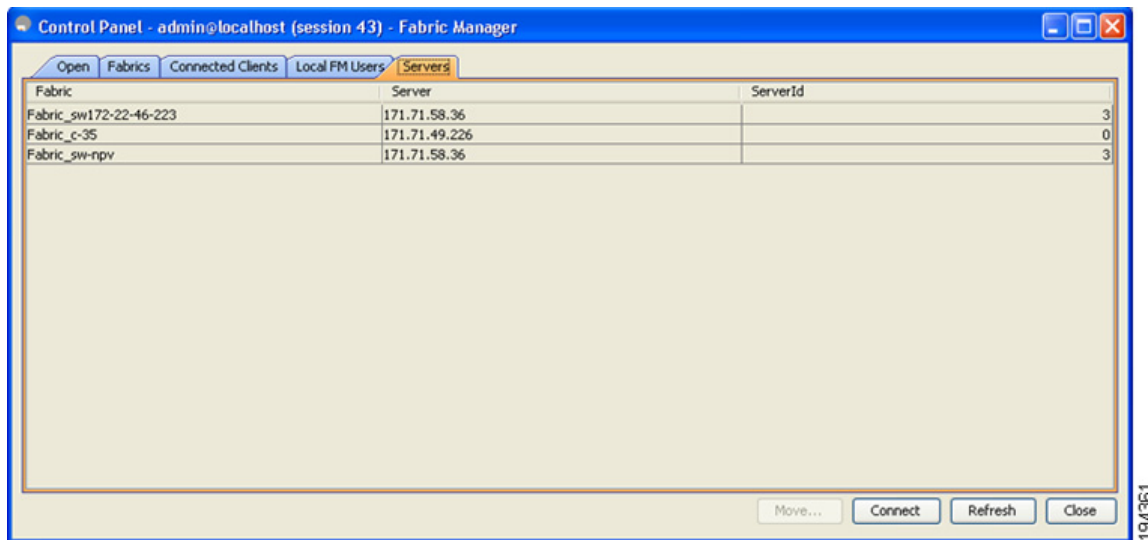 Control Panel - admin@localhost (session 43) - Fabric Manager
Open Fabrics Connected Clients Local FM Users Servers
Fabric Server ServerId
Fabric_sw172-22-46-223 171.71.58.36 3
Fabric_c-35 171.71.49.226 0
Fabric_sw-npv 171.71.58.36 3
Move... Connect Refresh Close
194361